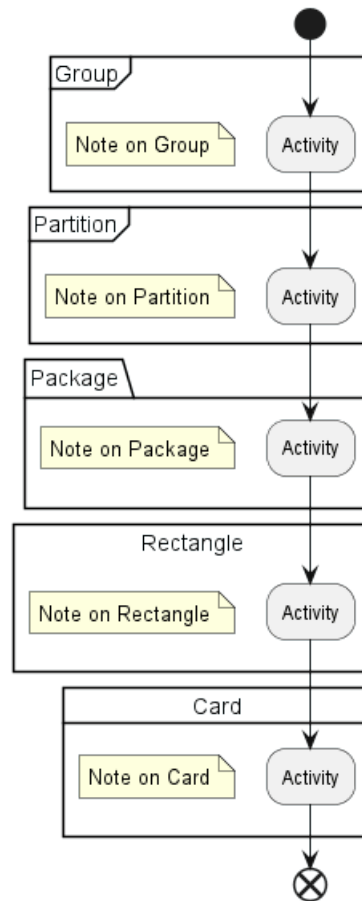 Group
Note on Group
Activity
Partition
Note on Partition
Activity
Package
Note on Package
Activity
Rectangle
Note on Rectangle
Activity
Card
Note on Card
Activity